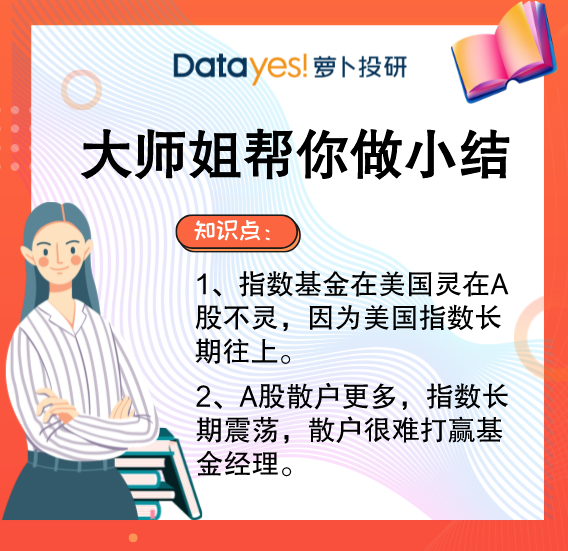 Datayes! 萝卜投研
大师姐帮你做小结
知识点：
1、指数基金在美国灵在A
股不灵，因为美国指数长
期往上。
2、A股散户更多，指数长
期震荡，散户很难打赢基
金经理。